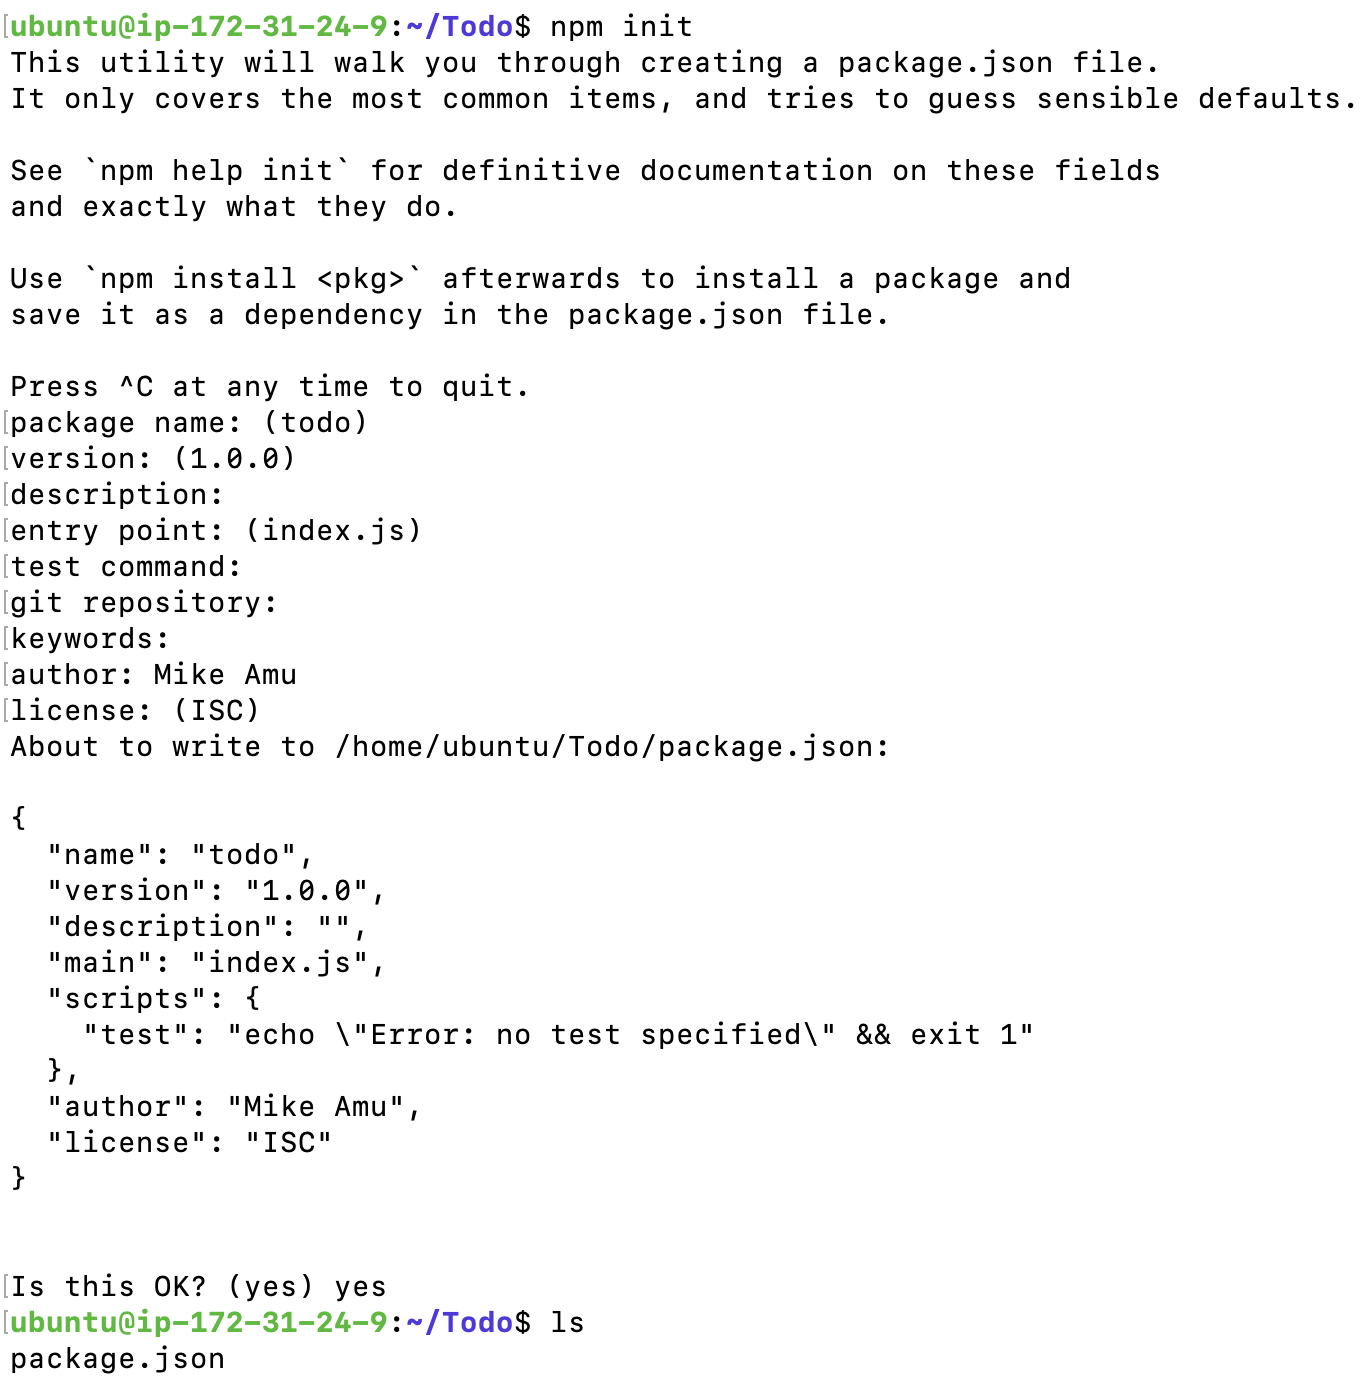 ubuntu@ip-172-31-24-9:~/Todo$ npm init
This utility will walk you through creating a package.json file.
It only covers the most common items, and tries to guess sensible defaults.

See `npm help init` for definitive documentation on these fields
and exactly what they do.

Use `npm install <pkg>` afterwards to install a package and
save it as a dependency in the package.json file.

Press ^C at any time to quit.
package name: (todo)
version: (1.0.0)
description:
entry point: (index.js)
test command:
git repository:
keywords:
author: Mike Amu
license: (ISC)
About to write to /home/ubuntu/Todo/package.json:

{
  "name": "todo",
  "version": "1.0.0",
  "description": "",
  "main": "index.js",
  "scripts": {
    "test": "echo \"Error: no test specified\" && exit 1"
  },
  "author": "Mike Amu",
  "license": "ISC"
}


Is this OK? (yes) yes
ubuntu@ip-172-31-24-9:~/Todo$ ls
package.json